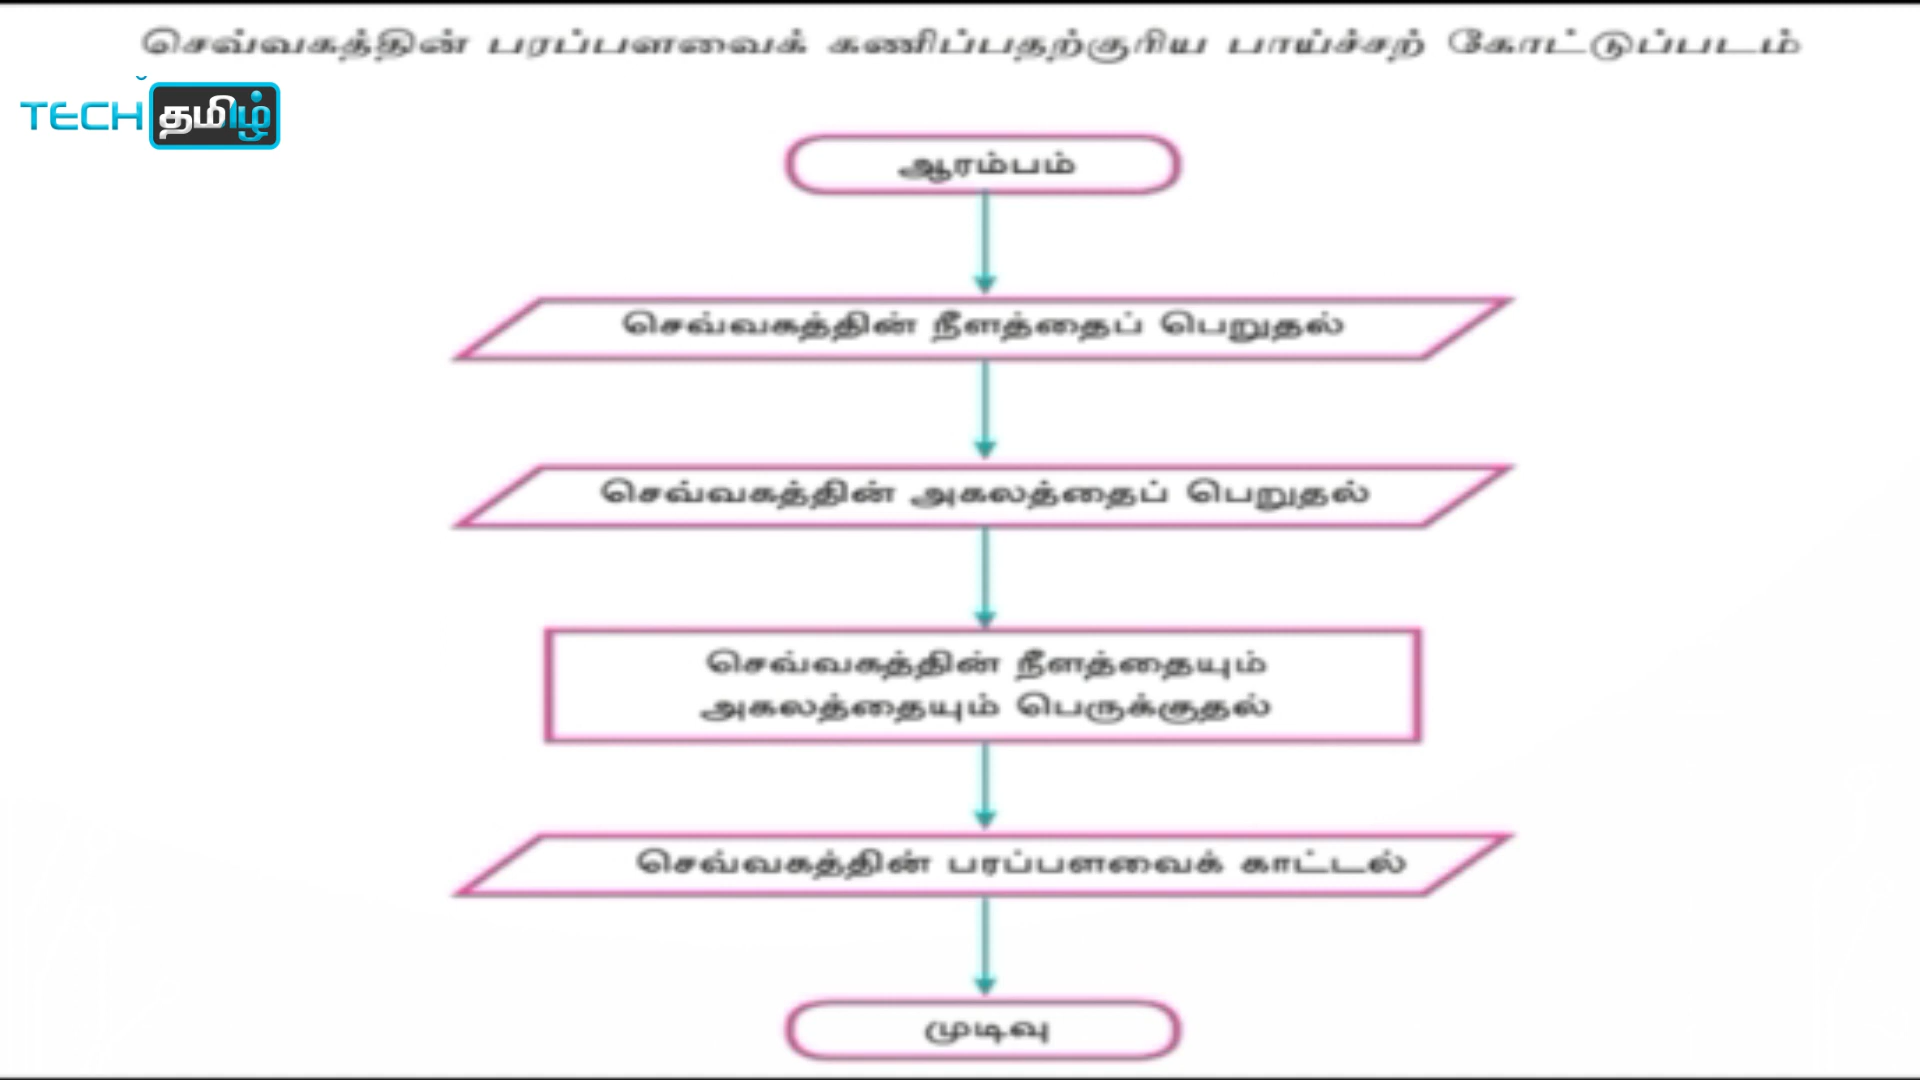 செவ்வகத்தின் பரப்பளவைக் கணிப்பதற்குரிய பாய்ச்சற் கோட்டுப்படம்
TECH தமிழ்
ஆரம்பம்
செவ்வகத்தின் நீளத்தைப் பெறுதல்
செவ்வகத்தின் அகலத்தைப் பெறுதல்
செவ்வகத்தின் நீளத்தையும்
அகலத்தையும் பெருக்குதல்
செவ்வகத்தின் பரப்பளவைக் காட்டல்
முடிவு